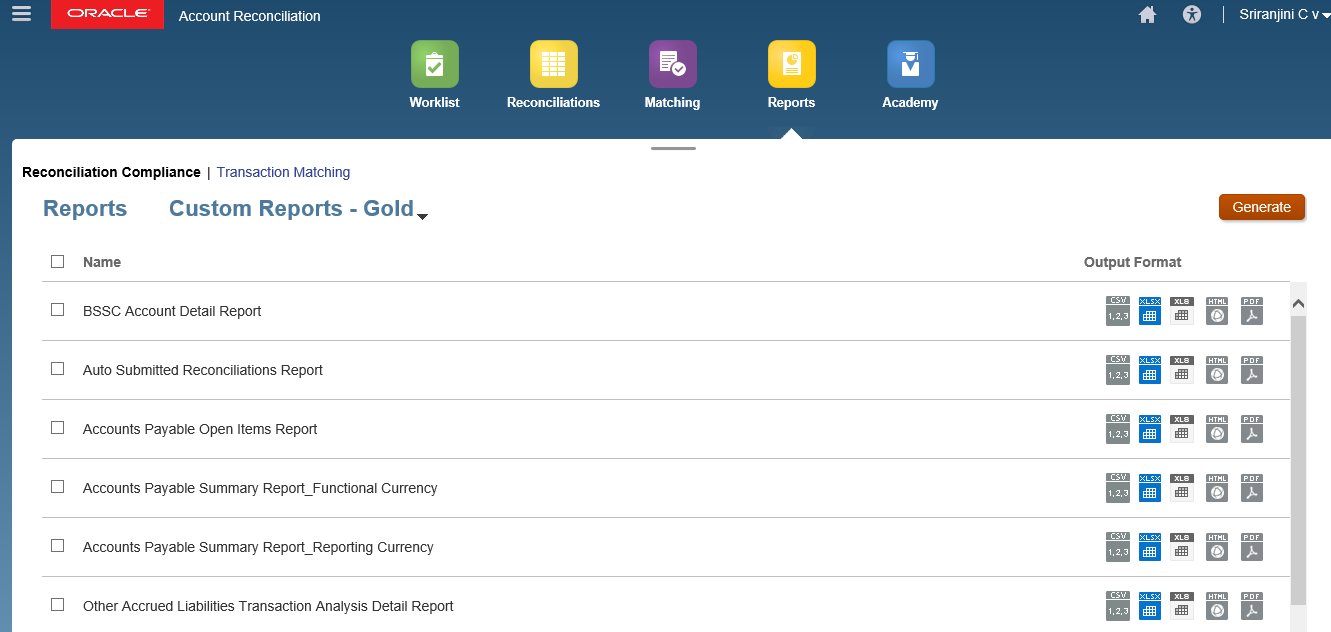 ORACLE Account Reconciliation Sriranjini C v
Worklist Reconciliations Matching Reports Academy
Reconciliation Compliance | Transaction Matching
Reports Custom Reports - Gold Generate
Name Output Format
BSSC Account Detail Report CSV 1,2,3 XLSX XLS HTML PDF
Auto Submitted Reconciliations Report CSV 1,2,3 XLSX XLS HTML PDF
Accounts Payable Open Items Report CSV 1,2,3 XLSX XLS HTML PDF
Accounts Payable Summary Report_Functional Currency CSV 1,2,3 XLSX XLS HTML PDF
Accounts Payable Summary Report_Reporting Currency CSV 1,2,3 XLSX XLS HTML PDF
Other Accrued Liabilities Transaction Analysis Detail Report CSV 1,2,3 XLSX XLS HTML PDF